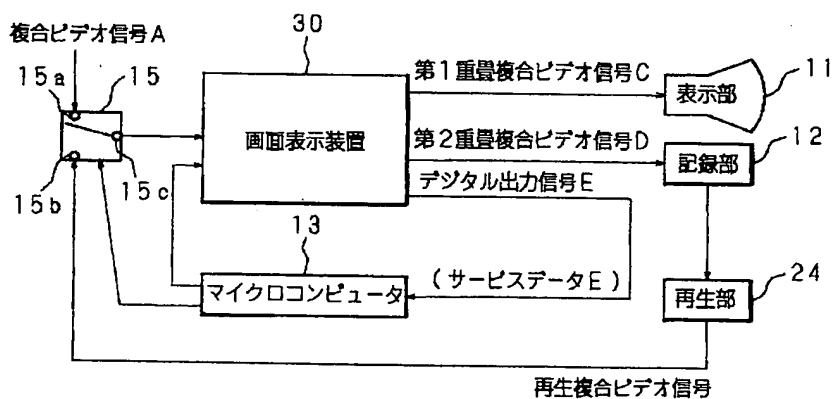 30
複合ビデオ信号A
15a
15
第1重畳複合ビデオ信号C
表示部
11
画面表示装置
第2重畳複合ビデオ信号D
12
記録部
デジタル出力信号E
15b
15c
13
マイクロコンピュータ
(サービスデータE)
再生部
24
再生複合ビデオ信号